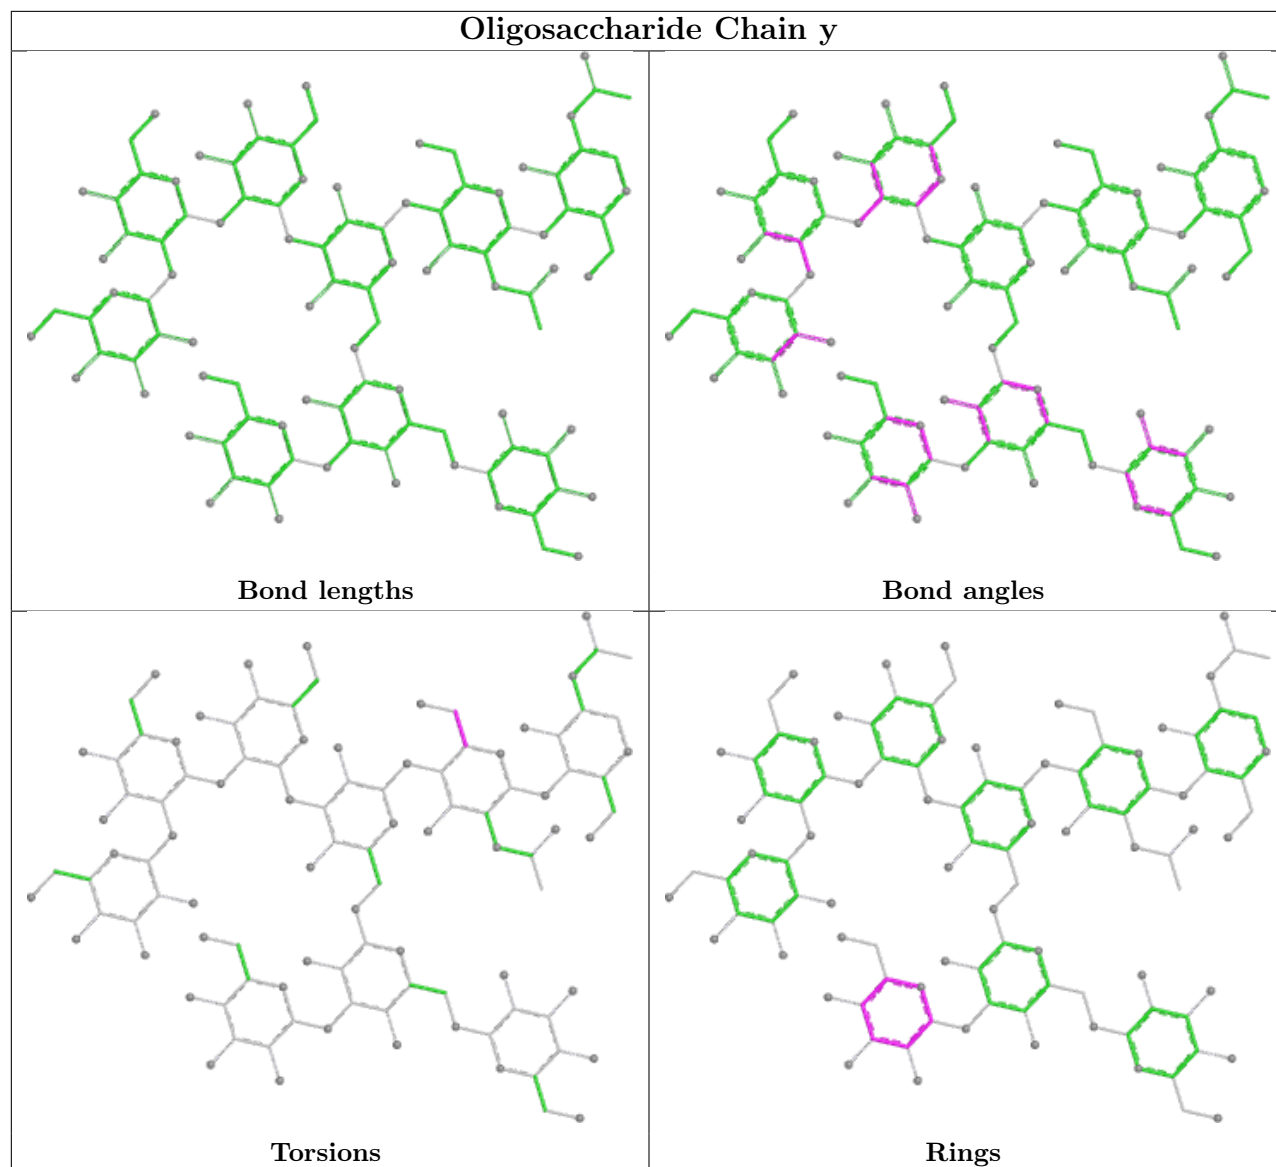 Oligosaccharide Chain y
Bond lengths
Bond angles
Torsions
Rings